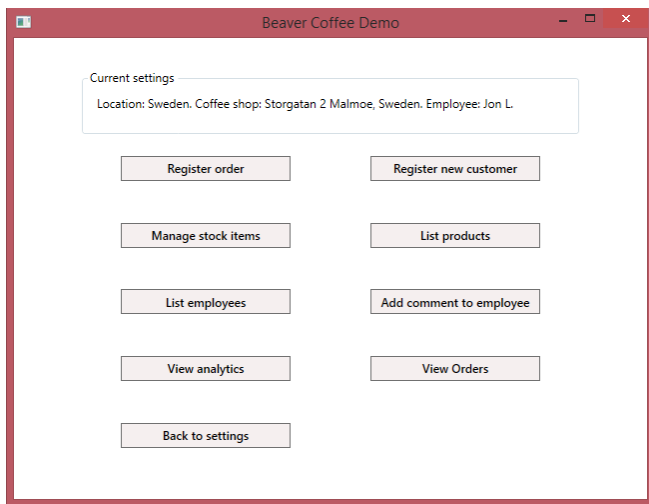 Beaver Coffee Demo
Current settings
Location: Sweden. Coffee shop: Storgatan 2 Malmoe, Sweden. Employee: Jon L.
Register order
Register new customer
Manage stock items
List products
List employees
Add comment to employee
View analytics
View Orders
Back to settings